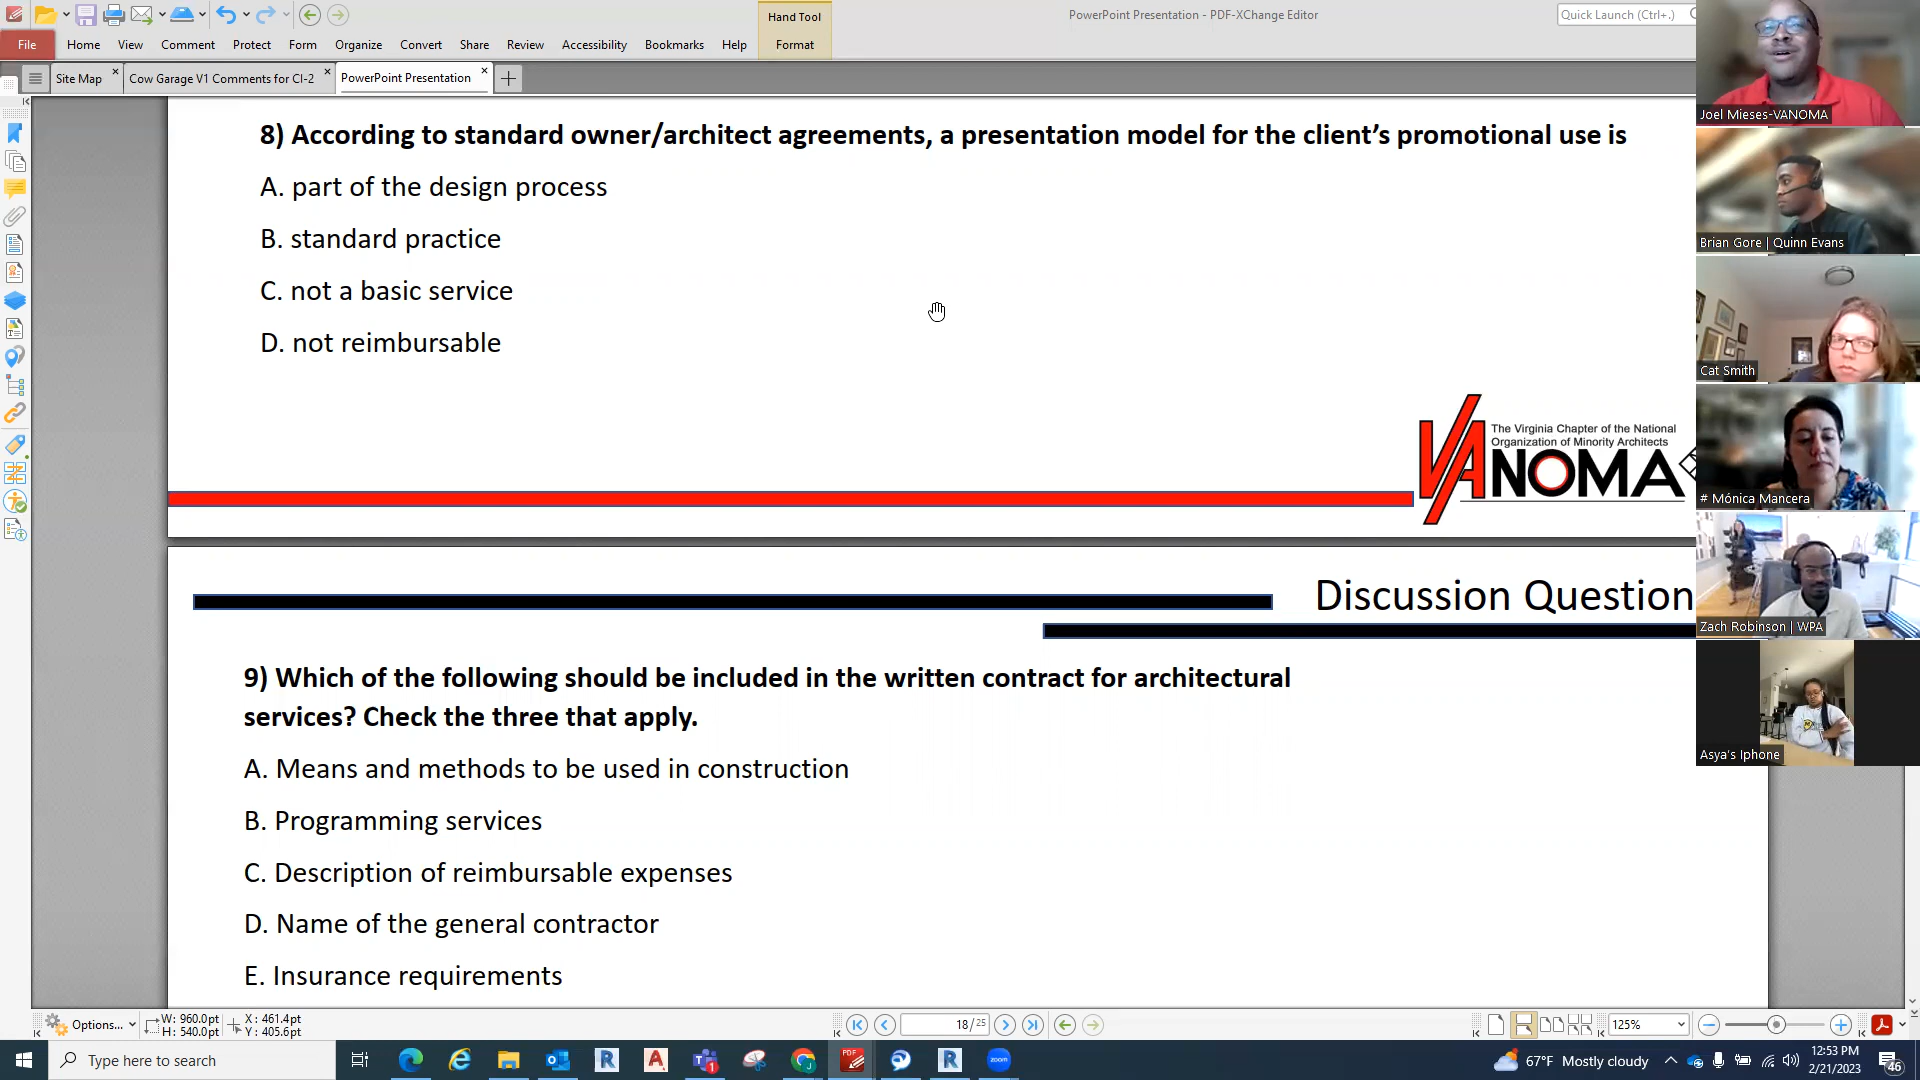 Hand Tool
PowerPoint Presentation - PDF-XChange Editor
Quick Launch (Ctrl+.)
File Home View Comment Protect Form Organize Convert Share Review Accessibility Bookmarks Help Format
Site Map Cow Garage V1 Comments for CI-2 PowerPoint Presentation
8) According to standard owner/architect agreements, a presentation model for the client's promotional use is
A. part of the design process
B. standard practice
C. not a basic service
D. not reimbursable
The Virginia Chapter of the National
Organization of Minority Architects
VANOMA
Discussion Question
9) Which of the following should be included in the written contract for architectural
services? Check the three that apply.
A. Means and methods to be used in construction
B. Programming services
C. Description of reimbursable expenses
D. Name of the general contractor
E. Insurance requirements
Joel Mieses-VANOMA
Brian Gore | Quinn Evans
Cat Smith
# Mónica Mancera
Zach Robinson | WPA
Asya's Iphone
Options...
W: 960.0pt
H: 540.0pt
X: 461.4pt
Y: 405.6pt
18/25
125%
Type here to search
67°F Mostly cloudy
12:53 PM
2/21/2023
46